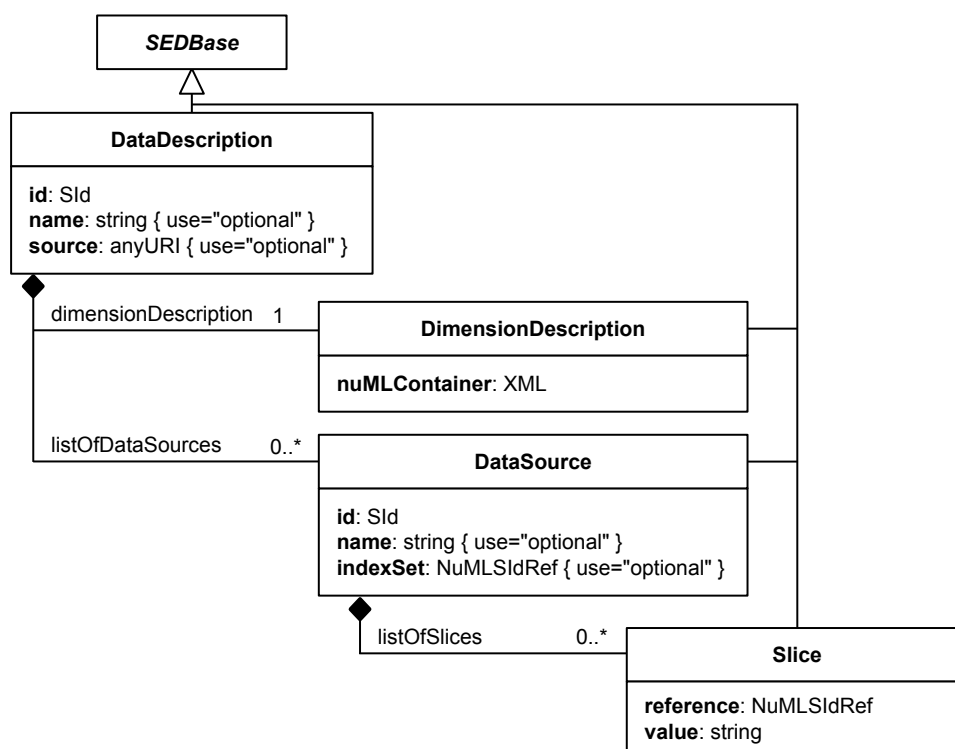 SEDBase
DataDescription
id: SId
name: string { use="optional" }
source: anyURI { use="optional" }
dimensionDescription 1
DimensionDescription
nuMLContainer: XML
listOfDataSources 0..*
DataSource
id: SId
name: string { use="optional" }
indexSet: NuMLSIdRef { use="optional" }
listOfSlices 0..*
Slice
reference: NuMLSIdRef
value: string